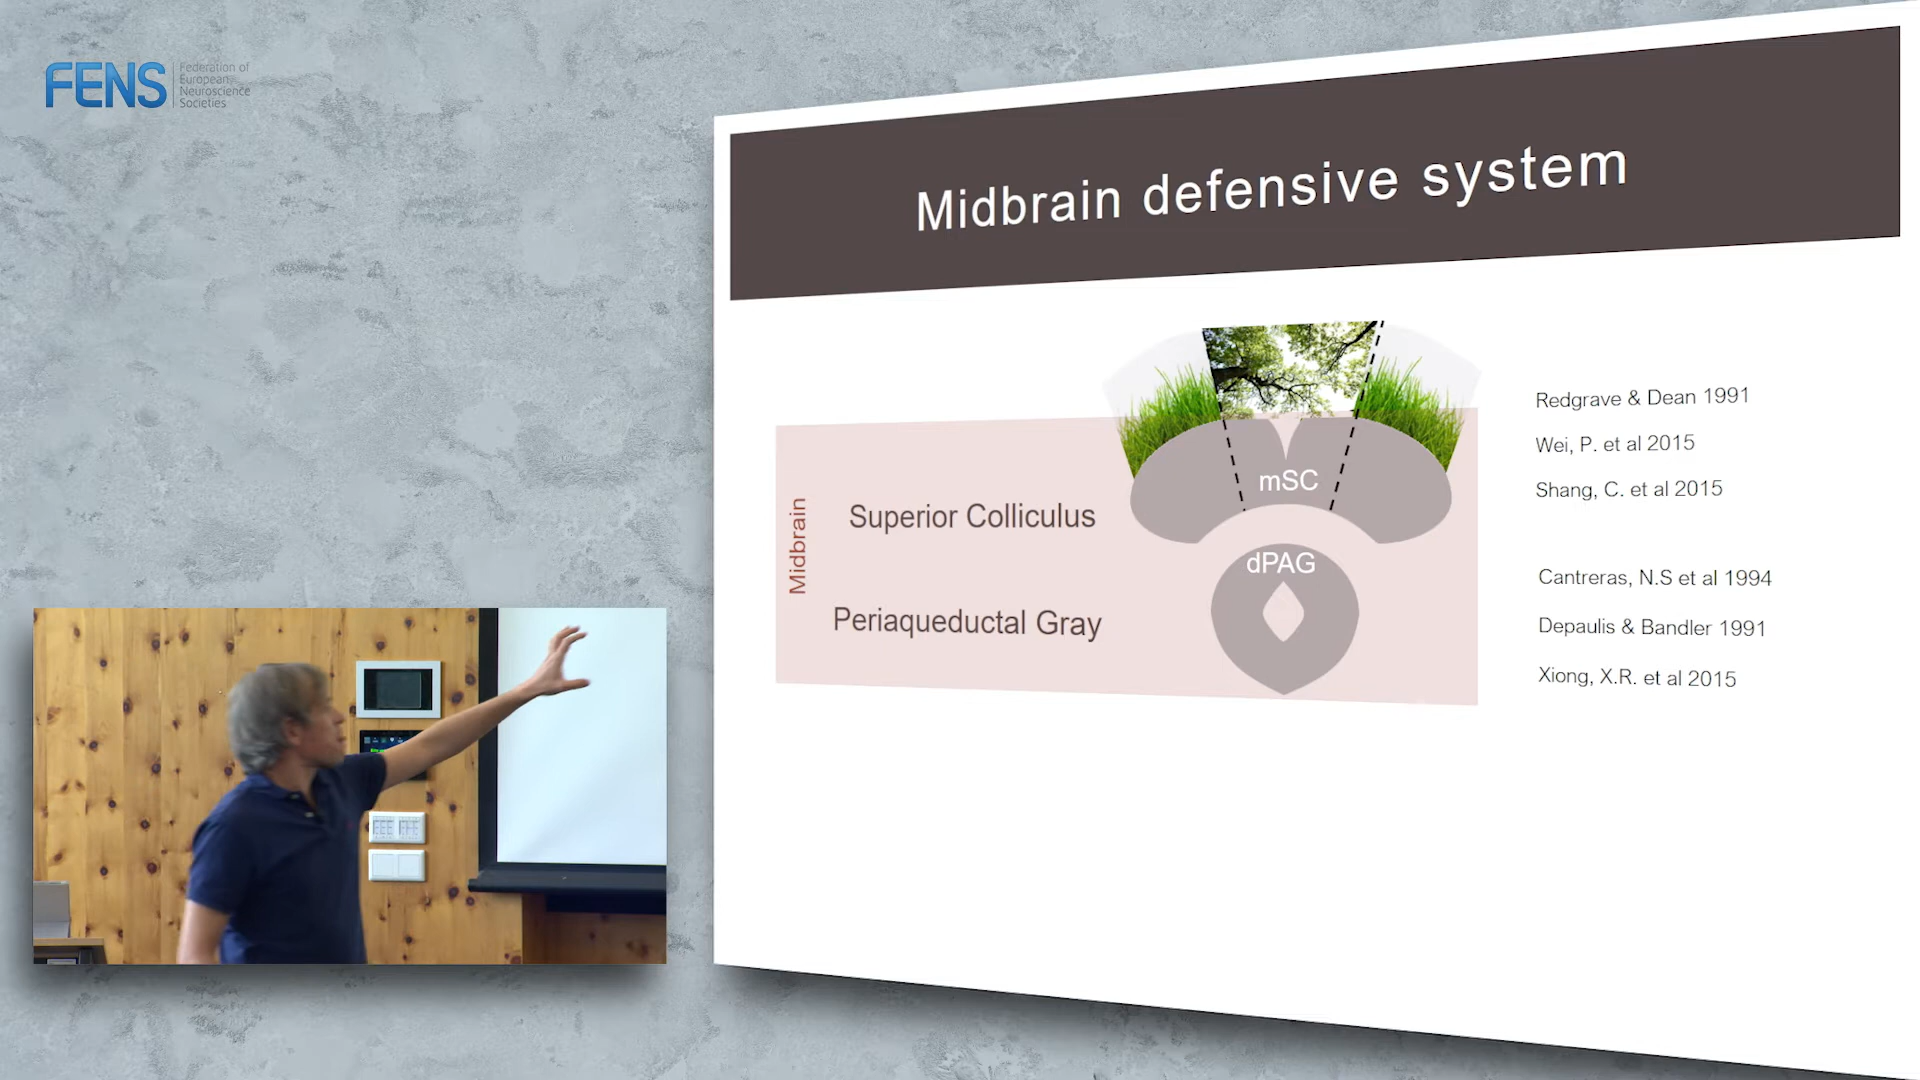 FENS
Federation of
European
Neuroscience
Societies
Midbrain defensive system
Midbrain
Superior Colliculus
Periaqueductal Gray
mSC
dPAG
Redgrave & Dean 1991
Wei, P. et al 2015
Shang, C. et al 2015
Cantreras, N.S et al 1994
Depaulis & Bandler 1991
Xiong, X.R. et al 2015